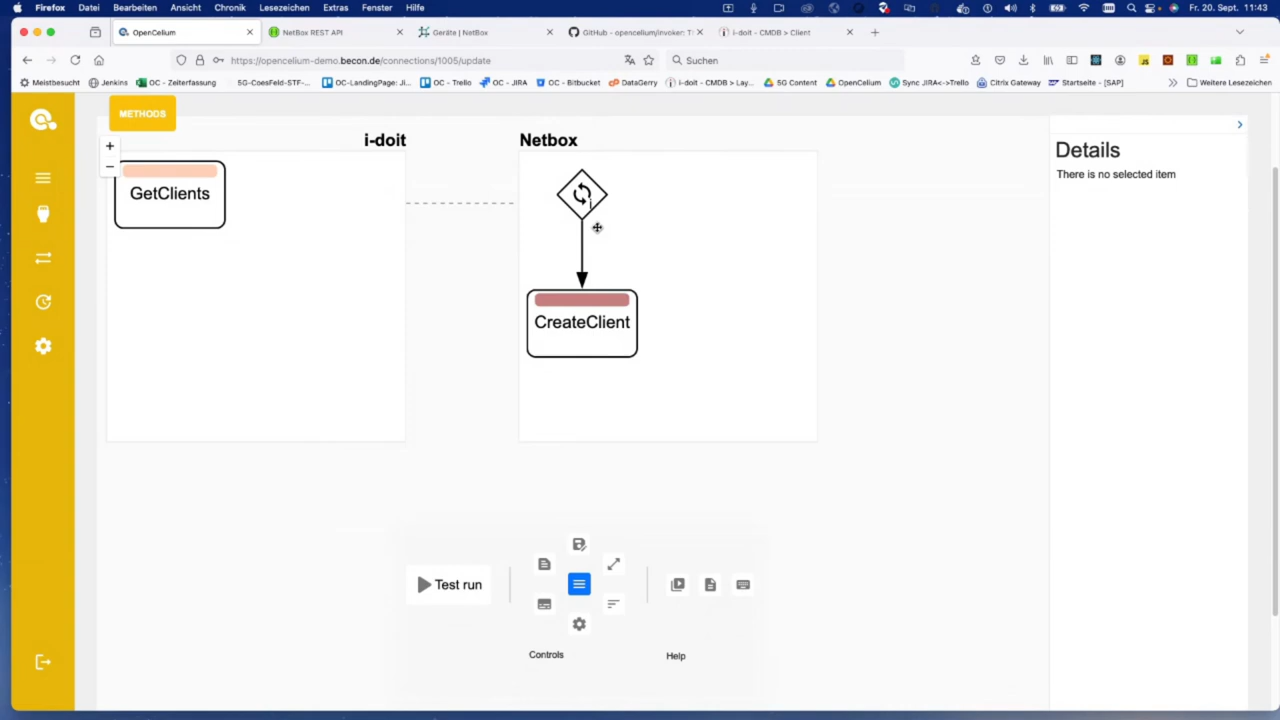 Firefox Datei Bearbeiten Ansicht Chronik Lesezeichen Extras Fenster Hilfe Fr. 20. Sept. 11:43
OpenCelium NetBox REST API Geräte | NetBox GitHub - opencelium/invoker: T i-doit - CMDB > Client
https://opencelium-demo.becon.de/connections/1005/update Suchen
Meistbesucht Jenkins OC - Zeiterfassung 5G-CoesFeld-STF-... OC-LandingPage: Ji... OC - Trello OC - JIRA OC - Bitbucket DataGerry i-doit - CMDB > Lay... 5G Content OpenCelium Sync JIRA<->Trello Citrix Gateway Startseite - [SAP] Weitere Lesezeichen
METHODS
i-doit Netbox
+
−
GetClients
i
CreateClient
Details
There is no selected item
Test run
Controls Help